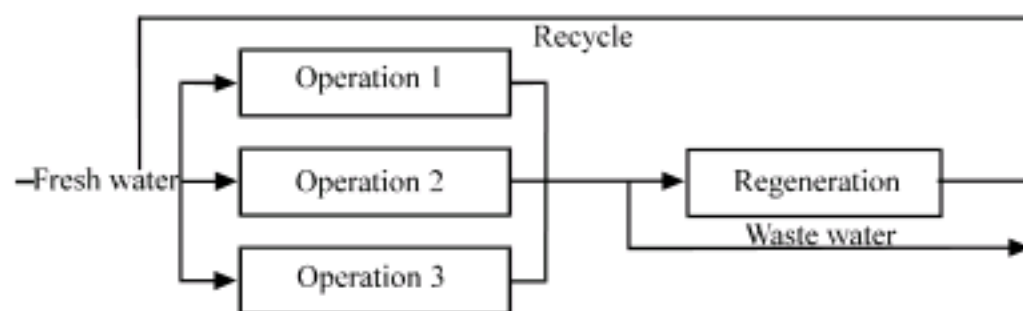 Recycle
Operation 1
Fresh water
Operation 2
Regeneration
Waste water
Operation 3